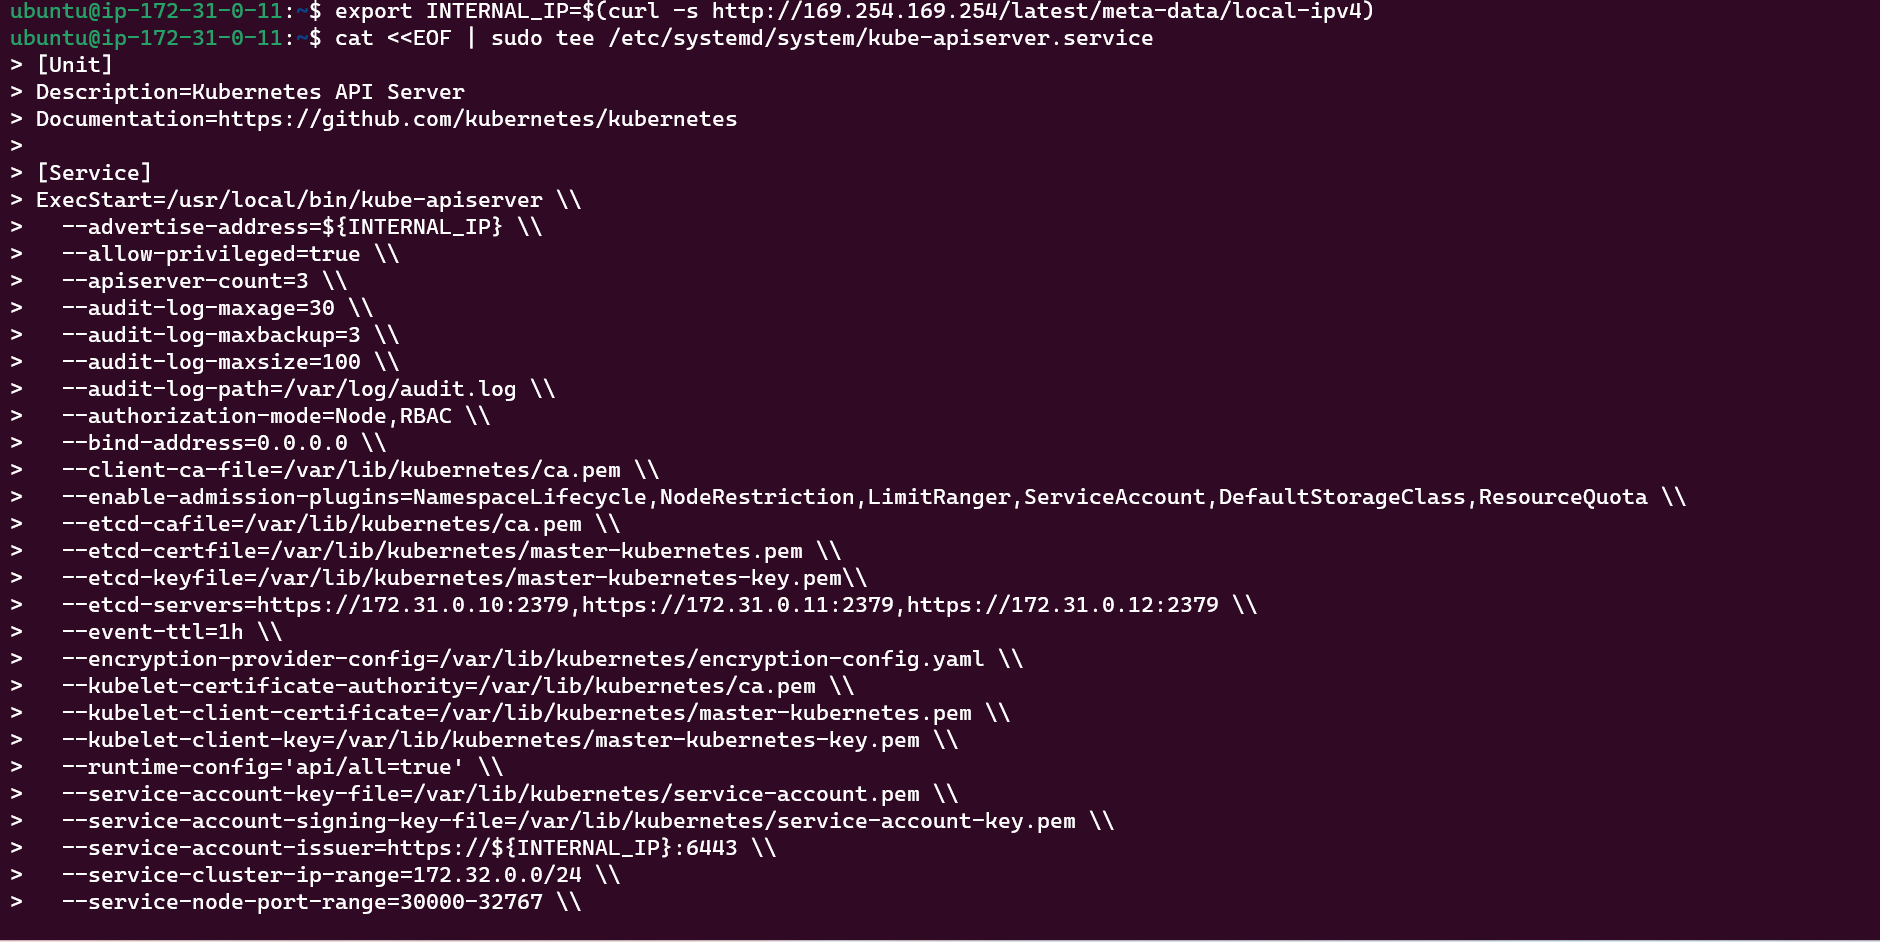 ubuntu@ip-172-31-0-11:~$ export INTERNAL_IP=$(curl -s http://169.254.169.254/latest/meta-data/local-ipv4)
ubuntu@ip-172-31-0-11:~$ cat <<EOF | sudo tee /etc/systemd/system/kube-apiserver.service
> [Unit]
> Description=Kubernetes API Server
> Documentation=https://github.com/kubernetes/kubernetes
>
> [Service]
> ExecStart=/usr/local/bin/kube-apiserver \\
>   --advertise-address=${INTERNAL_IP} \\
>   --allow-privileged=true \\
>   --apiserver-count=3 \\
>   --audit-log-maxage=30 \\
>   --audit-log-maxbackup=3 \\
>   --audit-log-maxsize=100 \\
>   --audit-log-path=/var/log/audit.log \\
>   --authorization-mode=Node,RBAC \\
>   --bind-address=0.0.0.0 \\
>   --client-ca-file=/var/lib/kubernetes/ca.pem \\
>   --enable-admission-plugins=NamespaceLifecycle,NodeRestriction,LimitRanger,ServiceAccount,DefaultStorageClass,ResourceQuota \\
>   --etcd-cafile=/var/lib/kubernetes/ca.pem \\
>   --etcd-certfile=/var/lib/kubernetes/master-kubernetes.pem \\
>   --etcd-keyfile=/var/lib/kubernetes/master-kubernetes-key.pem\\
>   --etcd-servers=https://172.31.0.10:2379,https://172.31.0.11:2379,https://172.31.0.12:2379 \\
>   --event-ttl=1h \\
>   --encryption-provider-config=/var/lib/kubernetes/encryption-config.yaml \\
>   --kubelet-certificate-authority=/var/lib/kubernetes/ca.pem \\
>   --kubelet-client-certificate=/var/lib/kubernetes/master-kubernetes.pem \\
>   --kubelet-client-key=/var/lib/kubernetes/master-kubernetes-key.pem \\
>   --runtime-config='api/all=true' \\
>   --service-account-key-file=/var/lib/kubernetes/service-account.pem \\
>   --service-account-signing-key-file=/var/lib/kubernetes/service-account-key.pem \\
>   --service-account-issuer=https://${INTERNAL_IP}:6443 \\
>   --service-cluster-ip-range=172.32.0.0/24 \\
>   --service-node-port-range=30000-32767 \\